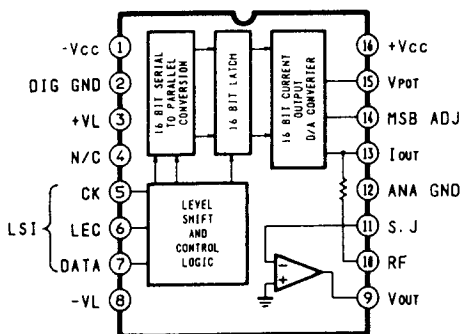 -Vcc 1
DIG GND 2
+VL 3
N/C 4
LSI
CK 5
LEC 6
DATA 7
-VL 8
16 BIT SERIAL
TO PARALLEL
CONVERSION
16 BIT LATCH
16 BIT CURRENT
OUTPUT
D/A CONVERTER
LEVEL
SHIFT
AND
CONTROL
LOGIC
- 
+
16 +Vcc
15 VPOT
14 MSB ADJ
13 IOUT
12 ANA GND
11 S.J
10 RF
9 VOUT